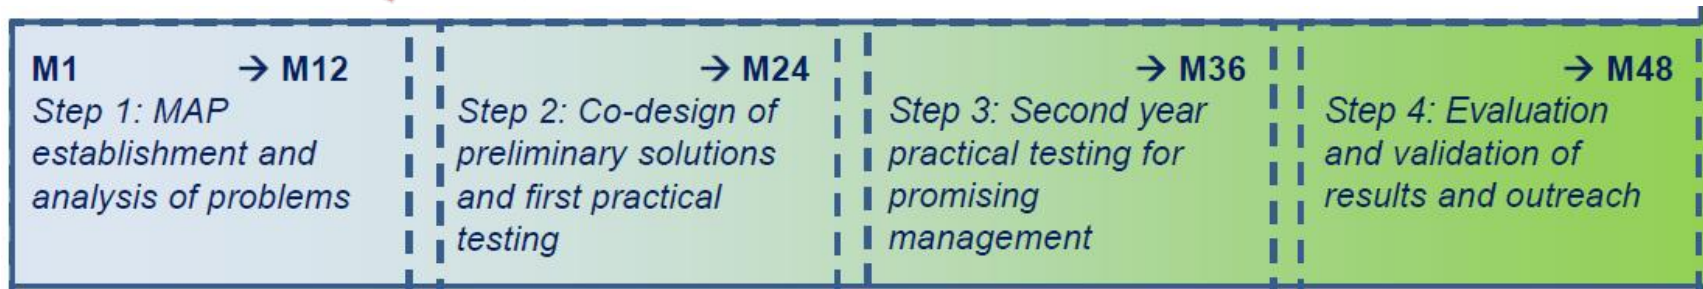 M1 → M12
Step 1: MAP
establishment and
analysis of problems
→ M24
Step 2: Co-design of
preliminary solutions
and first practical
testing
→ M36
Step 3: Second year
practical testing for
promising
management
→ M48
Step 4: Evaluation
and validation of
results and outreach